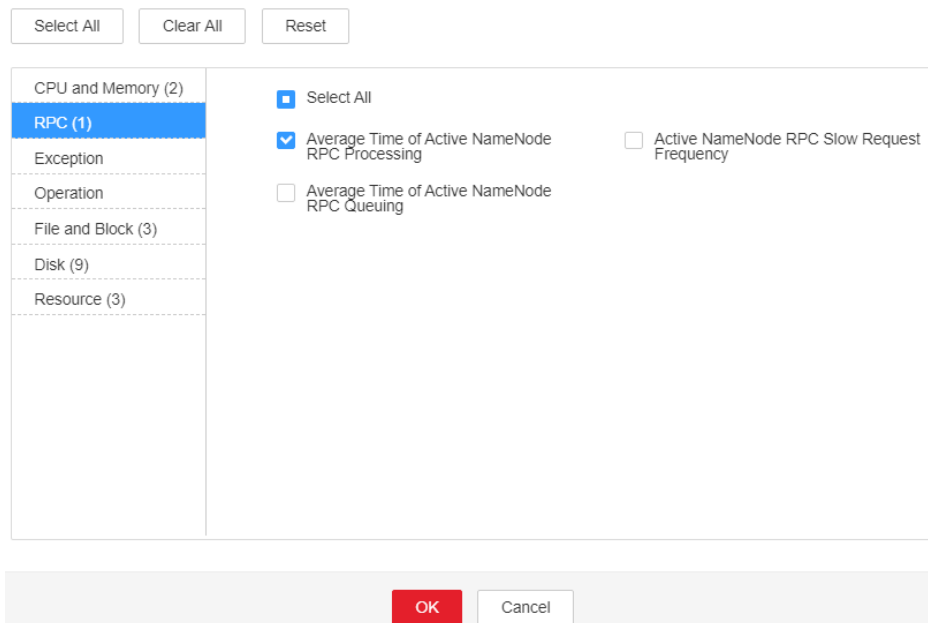 Select All
Clear All
Reset
CPU and Memory (2)
RPC (1)
Exception
Operation
File and Block (3)
Disk (9)
Resource (3)
Select All
Average Time of Active NameNode
RPC Processing
Active NameNode RPC Slow Request
Frequency
Average Time of Active NameNode
RPC Queuing
OK
Cancel